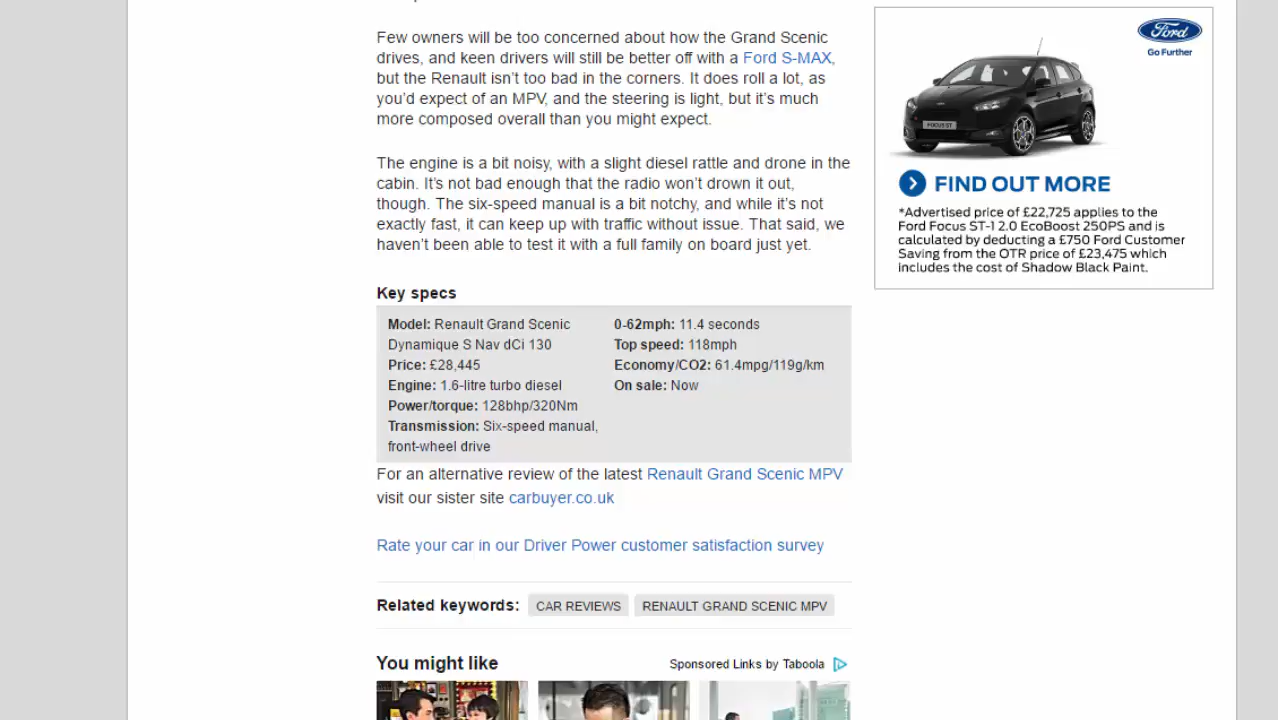 Few owners will be too concerned about how the Grand Scenic
drives, and keen drivers will still be better off with a Ford S-MAX,
but the Renault isn’t too bad in the corners. It does roll a lot, as
you’d expect of an MPV, and the steering is light, but it’s much
more composed overall than you might expect.
The engine is a bit noisy, with a slight diesel rattle and drone in the
cabin. It’s not bad enough that the radio won’t drown it out,
though. The six-speed manual is a bit notchy, and while it’s not
exactly fast, it can keep up with traffic without issue. That said, we
haven’t been able to test it with a full family on board just yet.
Key specs
Model: Renault Grand Scenic
Dynamique S Nav dCi 130
Price: £28,445
Engine: 1.6-litre turbo diesel
Power/torque: 128bhp/320Nm
Transmission: Six-speed manual,
front-wheel drive
0-62mph: 11.4 seconds
Top speed: 118mph
Economy/CO2: 61.4mpg/119g/km
On sale: Now
For an alternative review of the latest Renault Grand Scenic MPV
visit our sister site carbuyer.co.uk
Rate your car in our Driver Power customer satisfaction survey
Related keywords: CAR REVIEWS RENAULT GRAND SCENIC MPV
You might like
Sponsored Links by Taboola
Ford
Go Further
FOCUS ST
FIND OUT MORE
*Advertised price of £22,725 applies to the
Ford Focus ST-1 2.0 EcoBoost 250PS and is
calculated by deducting a £750 Ford Customer
Saving from the OTR price of £23,475 which
includes the cost of Shadow Black Paint.